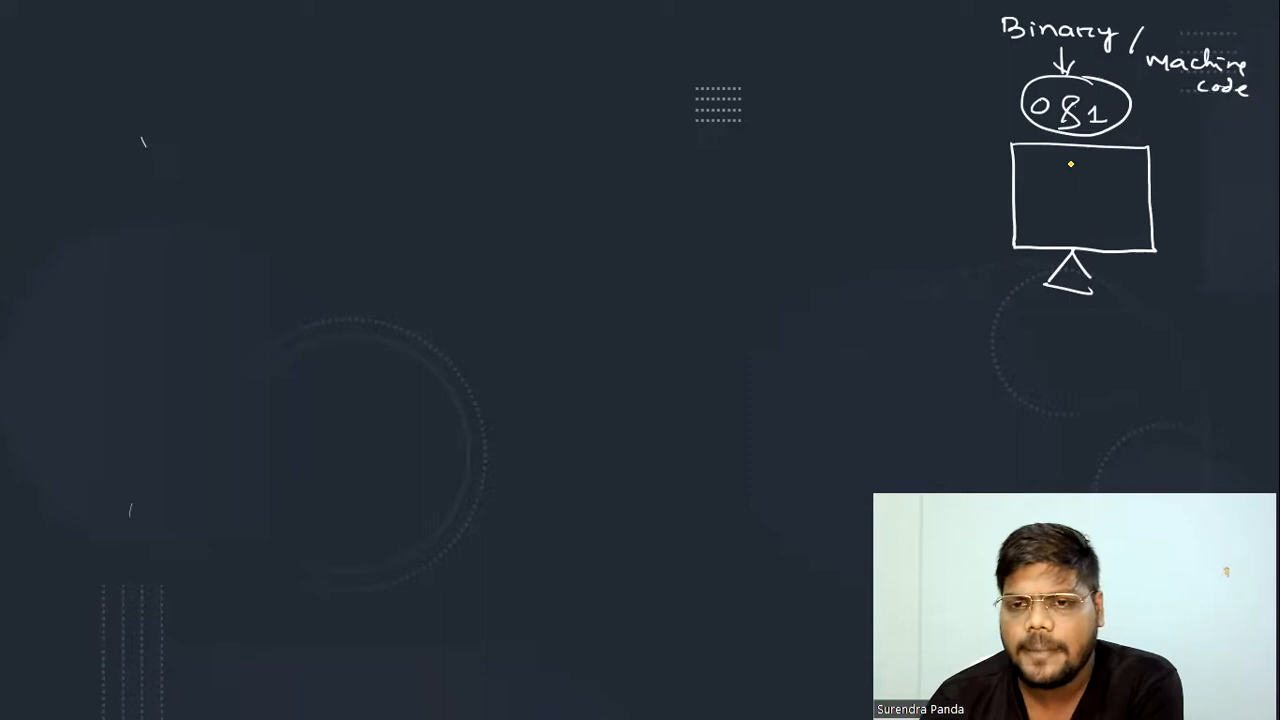 Binary /
Machine
code
0 & 1
Surendra Panda